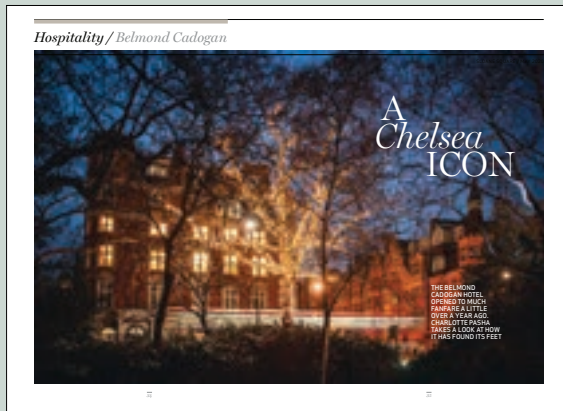 Hospitality / Belmond Cadogan
A
Chelsea
ICON
THE BELMOND
CADOGAN HOTEL
OPENED TO MUCH
FANFARE A LITTLE
OVER A YEAR AGO.
CHARLOTTE PASHA
TAKES A LOOK AT HOW
IT HAS FOUND ITS FEET